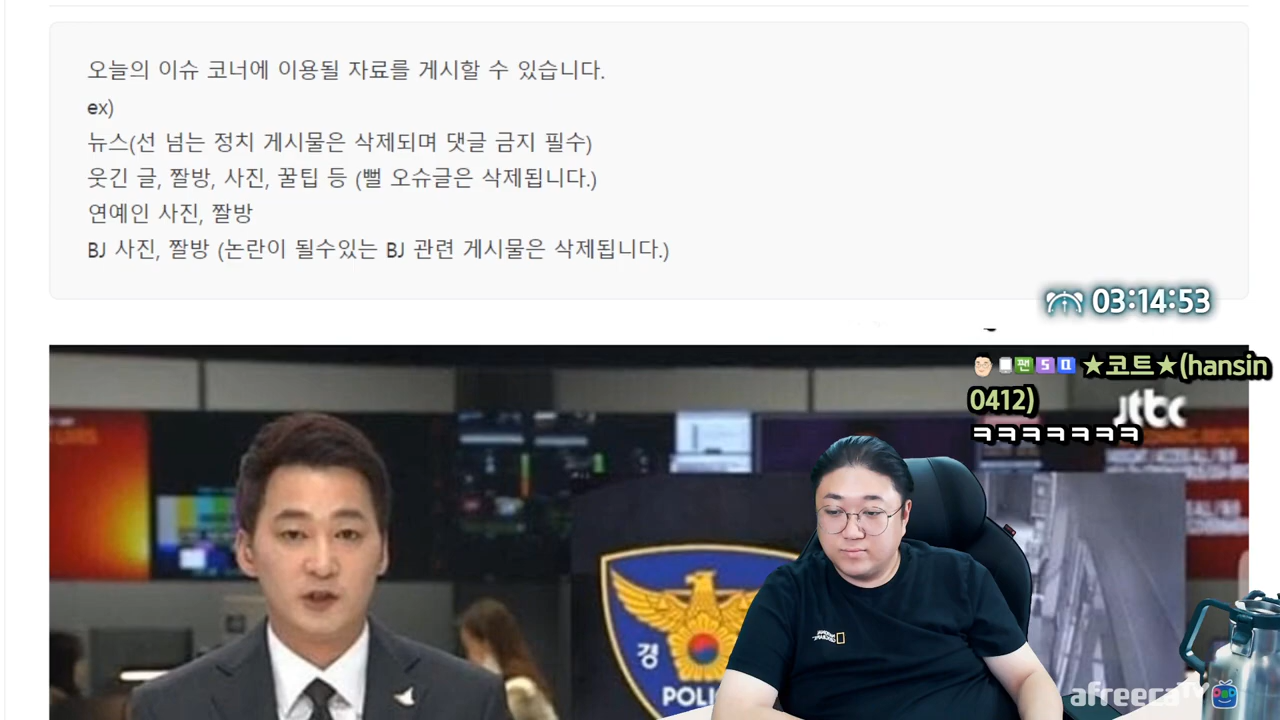 오늘의 이슈 코너에 이용될 자료를 게시할 수 있습니다.
ex)
뉴스(선 넘는 정치 게시물은 삭제되며 댓글 금지 필수)
웃긴 글, 짤방, 사진, 꿀팁 등 (뻘 오슈글은 삭제됩니다.)
연예인 사진, 짤방
BJ 사진, 짤방 (논란이 될수있는 BJ 관련 게시물은 삭제됩니다.)
03:14:53
팬 S Q ★코트★(hansin
0412)
ㅋㅋㅋㅋㅋㅋㅋ
jtbc
경
POLI
afreecaTV